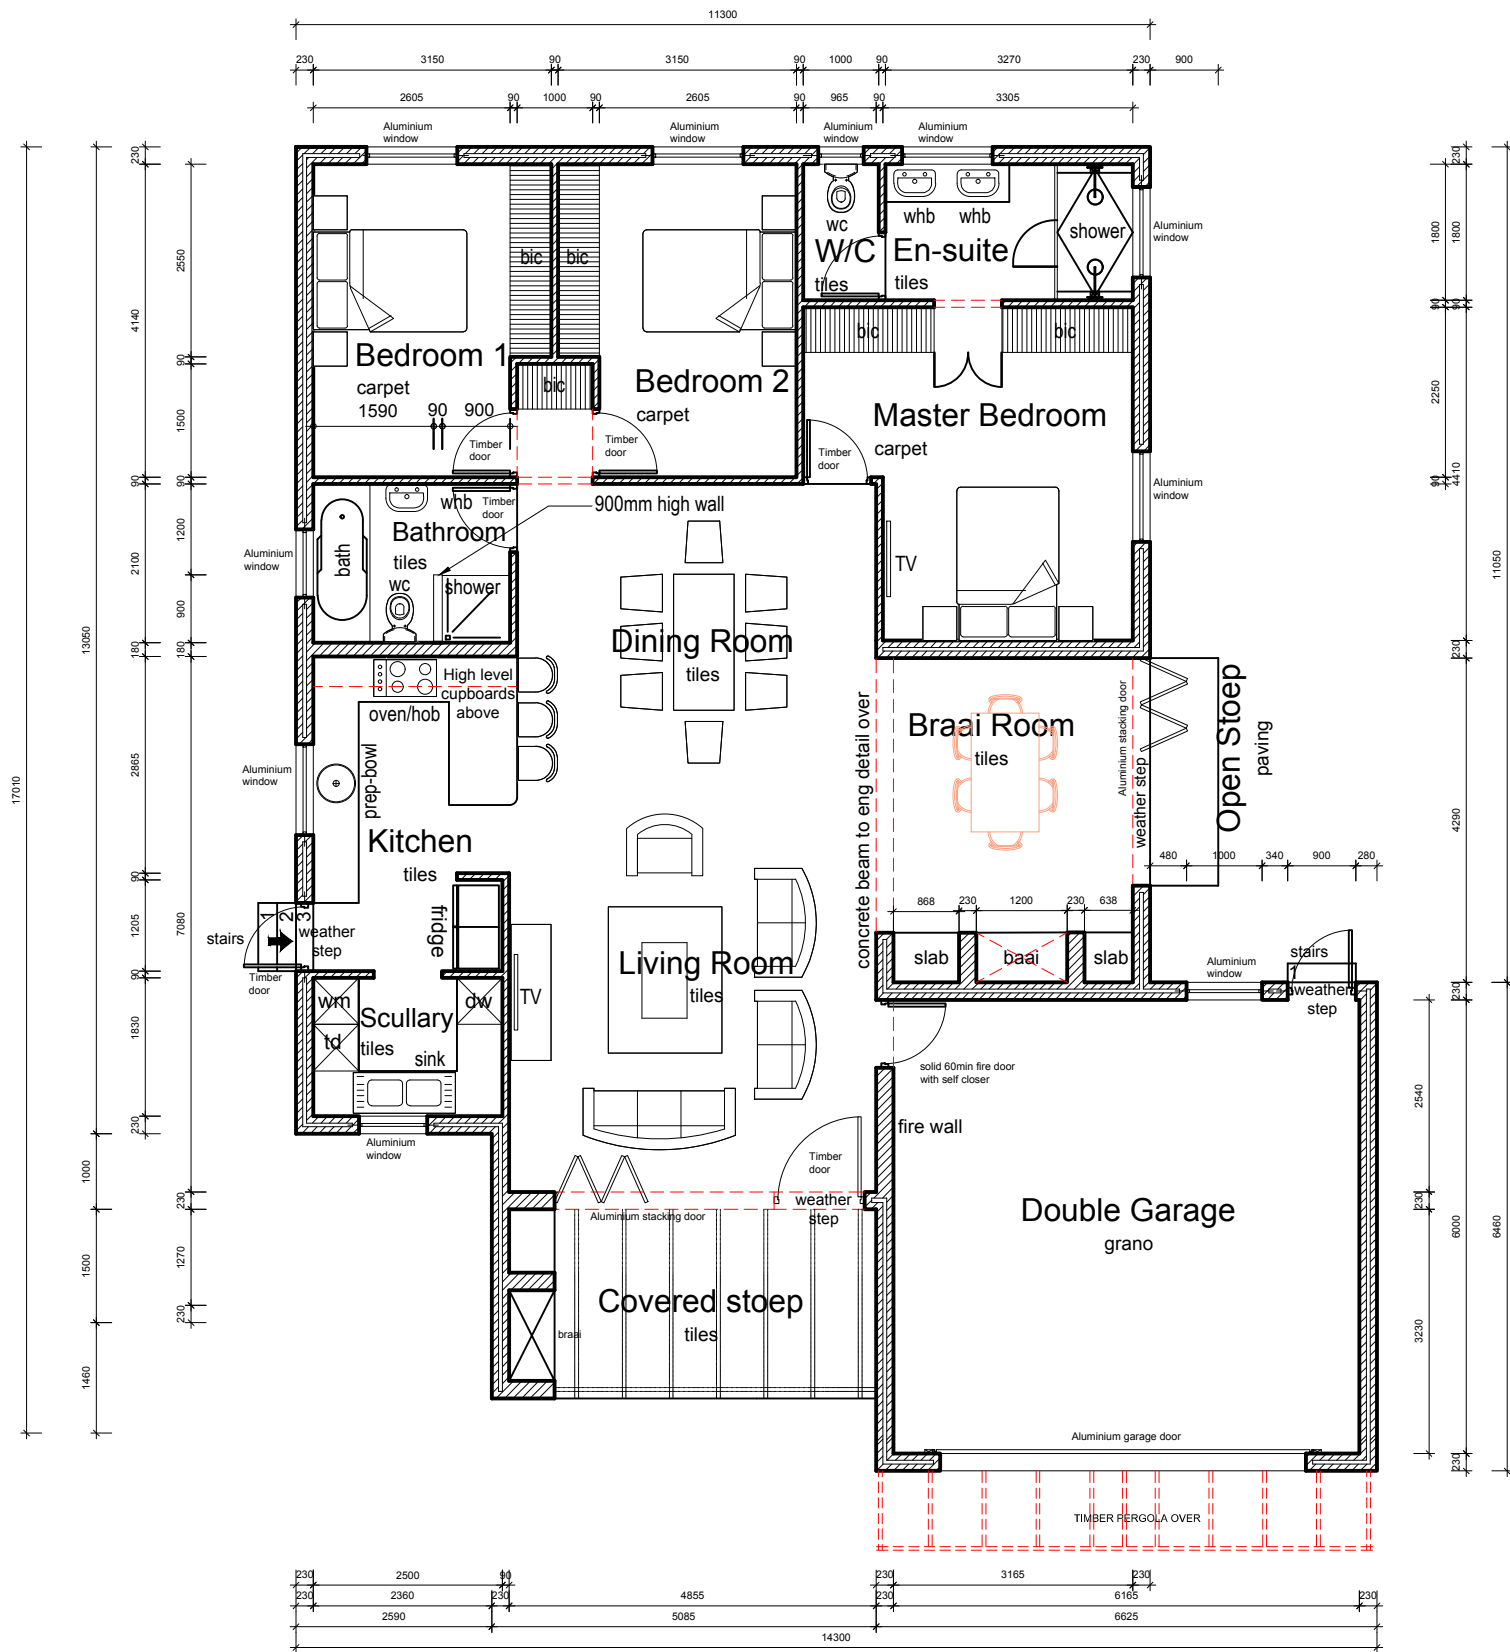 11300
230 3150 90 3150 90 1000 90 3270 230 900
2605 90 1000 90 2605 90 965 90 3305
Aluminium window
Aluminium window
Aluminium window
Aluminium window
whb whb
wc
shower
W/C
tiles
En-suite
tiles
Aluminium window
bic bic
bic bic
bic
Bedroom 1
carpet
1590 90 900
Bedroom 2
carpet
Master Bedroom
carpet
Timber door
Timber door
Timber door
Aluminium window
900mm high wall
whb
Timber door
Bathroom
tiles
bath
wc
shower
Aluminium window
TV
Dining Room
tiles
High level cupboards above
oven/hob
prep-bowl
Aluminium window
Kitchen
tiles
fridge
concrete beam to eng detail over
Braai Room
tiles
Aluminium stacking door
weather step
Open Stoep
paving
480 1000 340 900 280
868 230 1200 230 638
slab
baai
slab
1
2
3
stairs
weather step
Timber door
Living Room
tiles
TV
wm
td
dw
Scullary
tiles
sink
Aluminium window
Aluminium window
stairs
1
weather step
solid 60min fire door
with self closer
fire wall
Timber door
weather step
Aluminium stacking door
Covered stoep
tiles
braai
Double Garage
grano
Aluminium garage door
TIMBER PERGOLA OVER
17010
13050
1000
1500
1460
230
4140
90
2100
180
2865
90
1205
90
1830
230
2550
90
1500
90
1200
900
180
7080
230
1270
230
1800
90
2250
90
230
1800
90
4410
230
4290
230
6000
230
11050
6460
2540
230
3230
230 2500 90 230 3165 230
230 2360 230 4855 230 6165 230
2590 5085 6625
14300